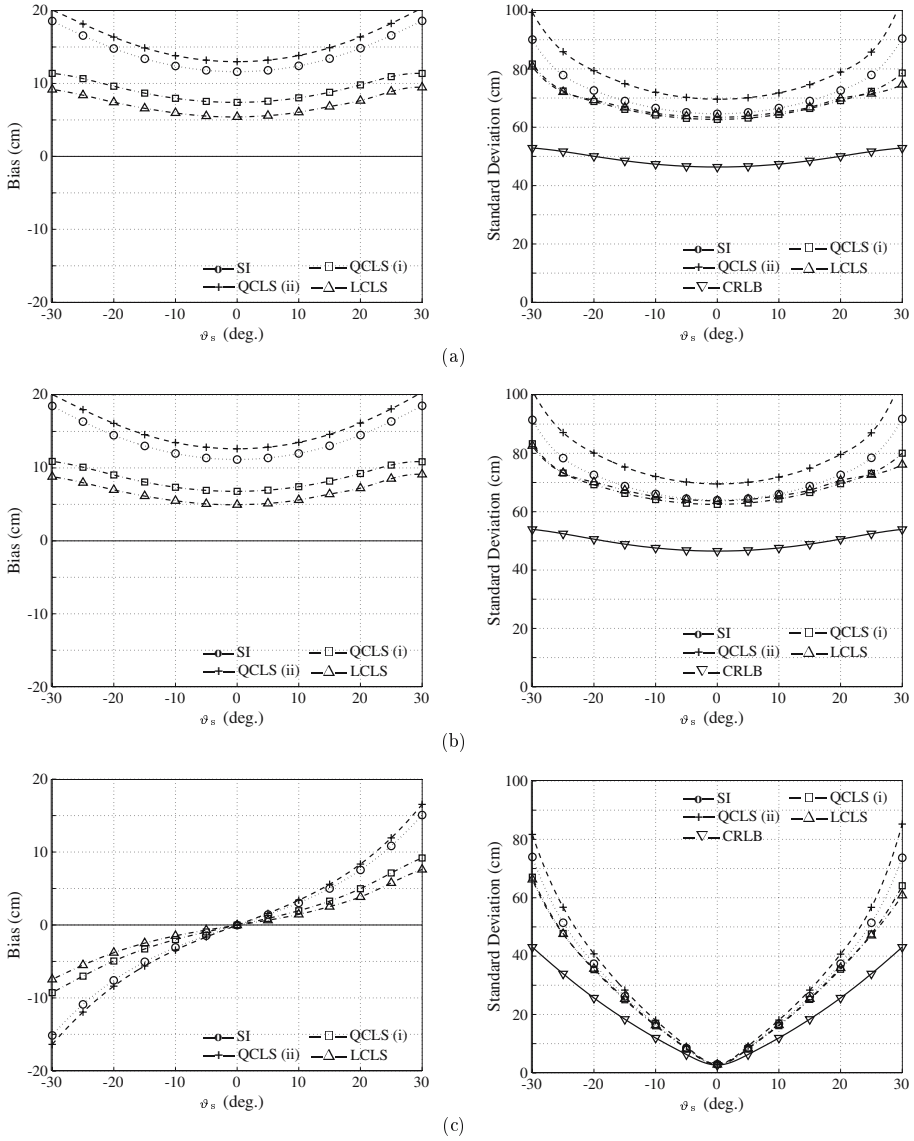 20
10
0
-10
-20
Bias (cm)
SI
QCLS (i)
QCLS (ii)
LCLS
-30 -20 -10 0 10 20 30
ϑ s (deg.)
100
80
60
40
20
0
Standard Deviation (cm)
SI
QCLS (i)
QCLS (ii)
LCLS
CRLB
-30 -20 -10 0 10 20 30
ϑ s (deg.)
(a)
20
10
0
-10
-20
Bias (cm)
SI
QCLS (i)
QCLS (ii)
LCLS
-30 -20 -10 0 10 20 30
ϑ s (deg.)
100
80
60
40
20
0
Standard Deviation (cm)
SI
QCLS (i)
QCLS (ii)
LCLS
CRLB
-30 -20 -10 0 10 20 30
ϑ s (deg.)
(b)
20
10
0
-10
-20
Bias (cm)
SI
QCLS (i)
QCLS (ii)
LCLS
-30 -20 -10 0 10 20 30
ϑ s (deg.)
100
80
60
40
20
0
Standard Deviation (cm)
SI
QCLS (i)
QCLS (ii)
LCLS
CRLB
-30 -20 -10 0 10 20 30
ϑ s (deg.)
(c)